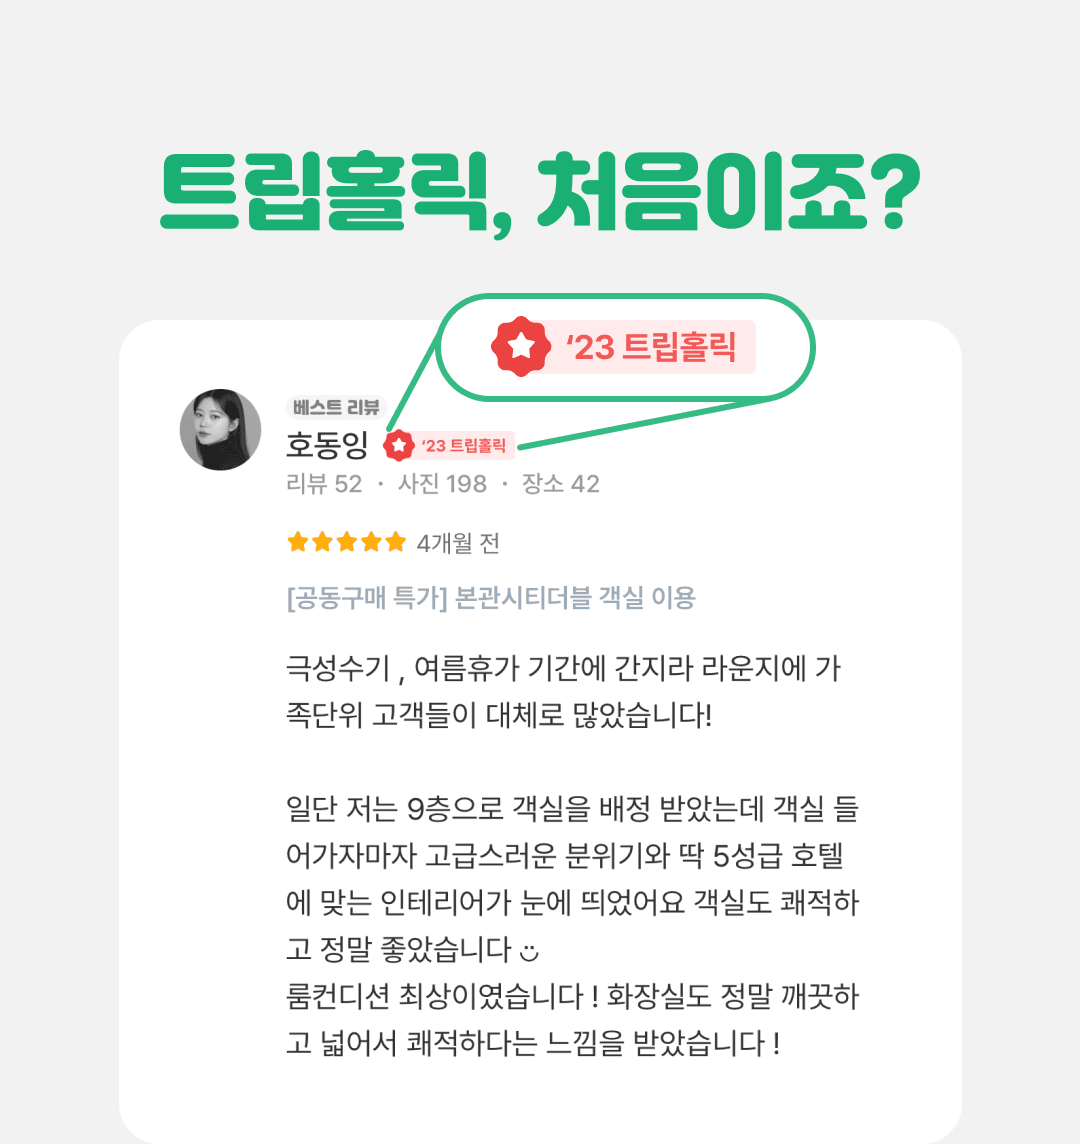 트립홀릭, 처음이죠?
‘23 트립홀릭
베스트 리뷰
호동잉 ‘23 트립홀릭
리뷰 52 · 사진 198 · 장소 42
4개월 전
[공동구매 특가] 본관시티더블 객실 이용
극성수기 , 여름휴가 기간에 간지라 라운지에 가
족단위 고객들이 대체로 많았습니다!
일단 저는 9층으로 객실을 배정 받았는데 객실 들
어가자마자 고급스러운 분위기와 딱 5성급 호텔
에 맞는 인테리어가 눈에 띄었어요 객실도 쾌적하
고 정말 좋았습니다 ㆍ̮ㆍ
룸컨디션 최상이였습니다 ! 화장실도 정말 깨끗하
고 넓어서 쾌적하다는 느낌을 받았습니다 !